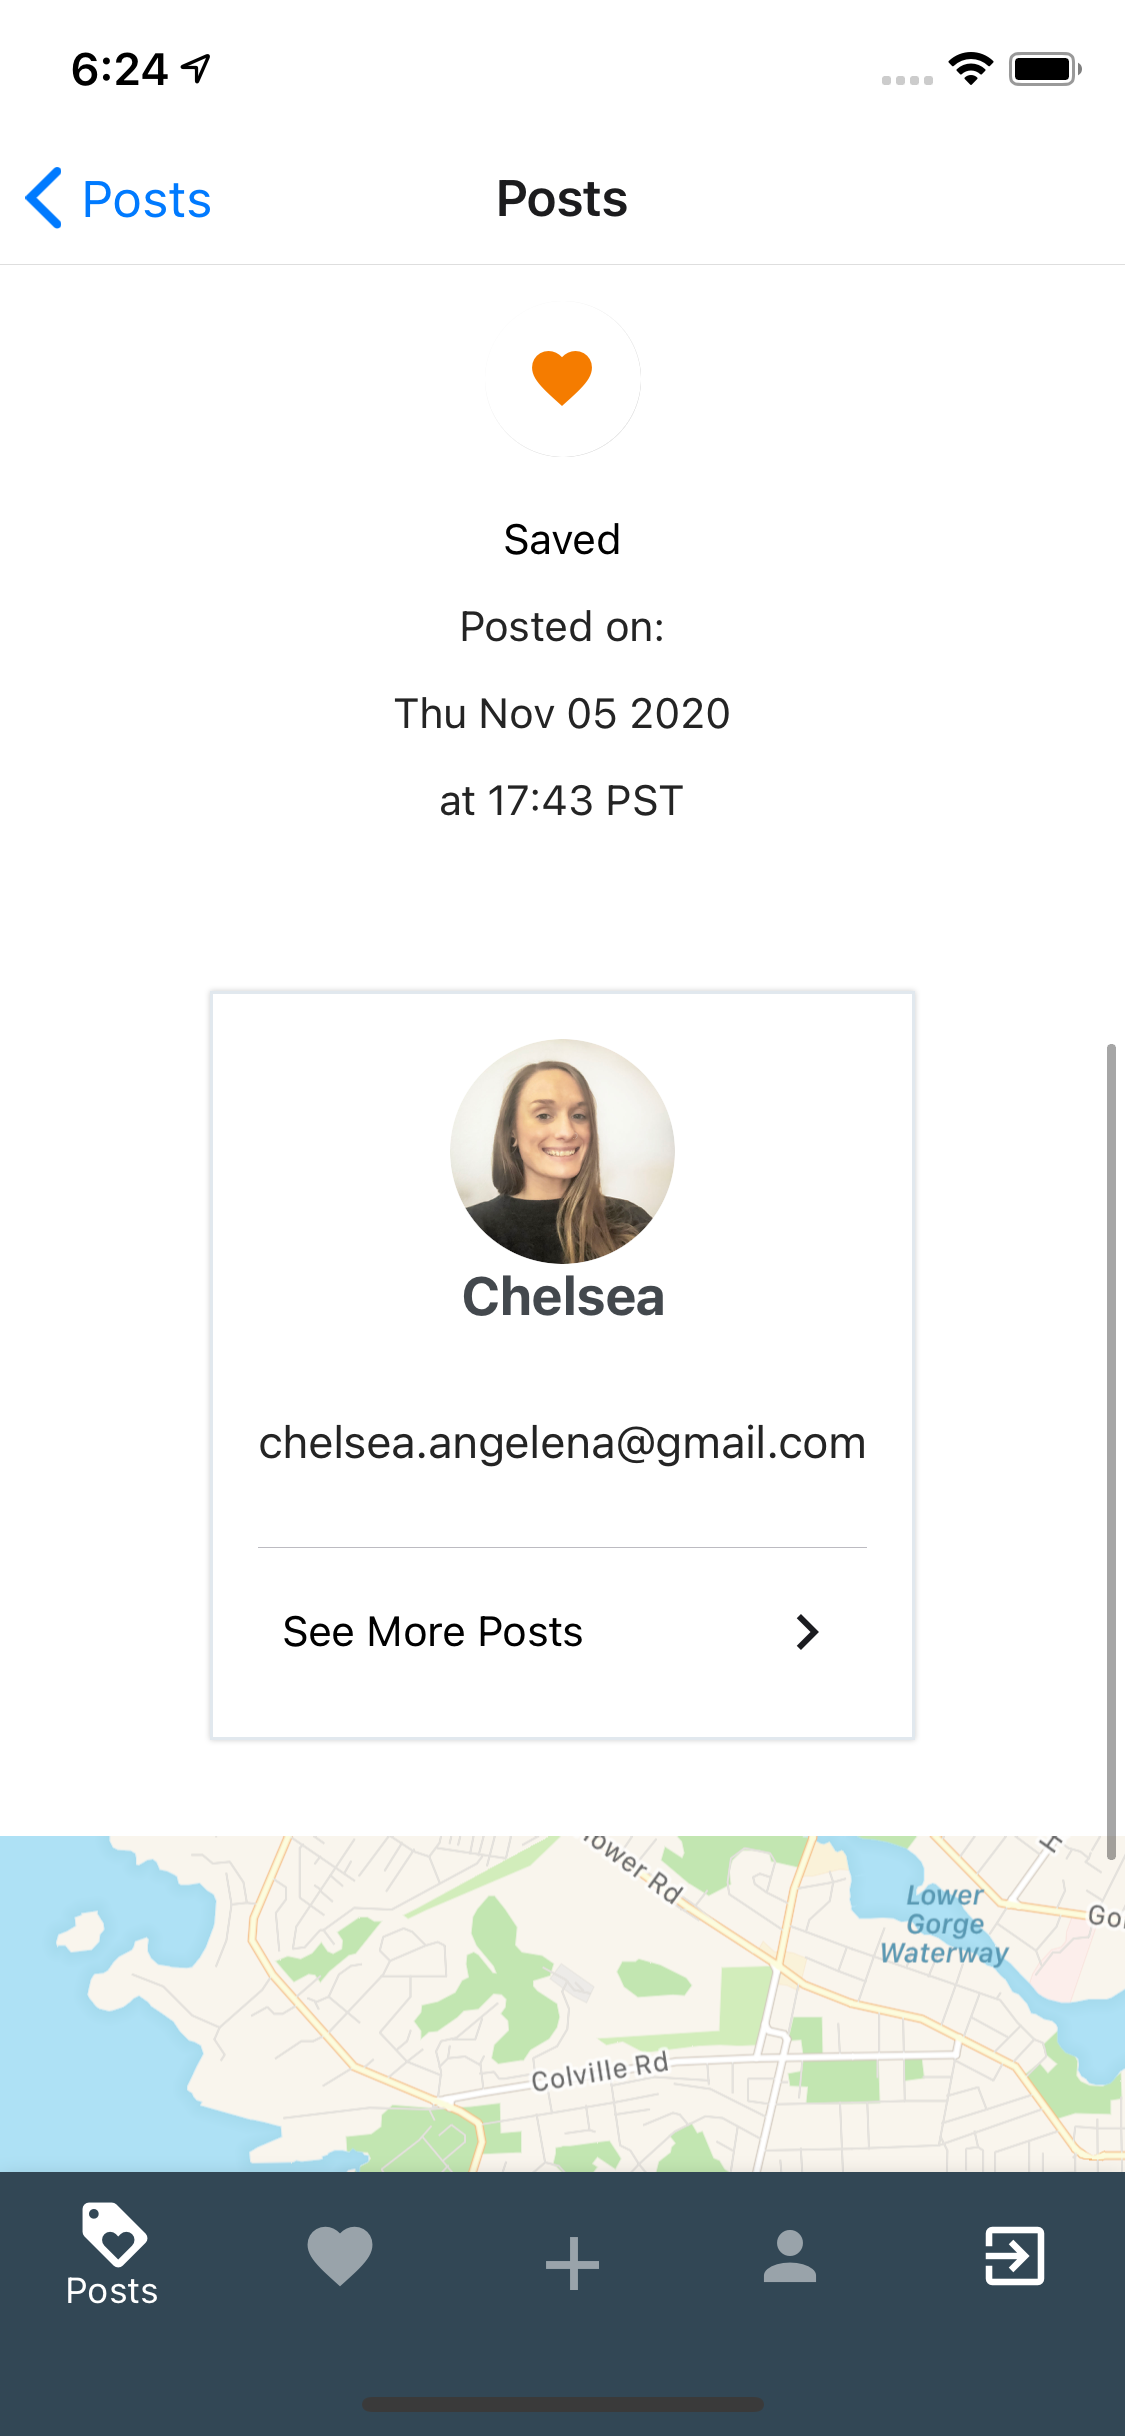 6:24
Posts
Posts
Saved
Posted on:
Thu Nov 05 2020
at 17:43 PST
Chelsea
chelsea.angelena@gmail.com
See More Posts
ower Rd
Lower
Gorge
Waterway
Go
Colville Rd
Posts